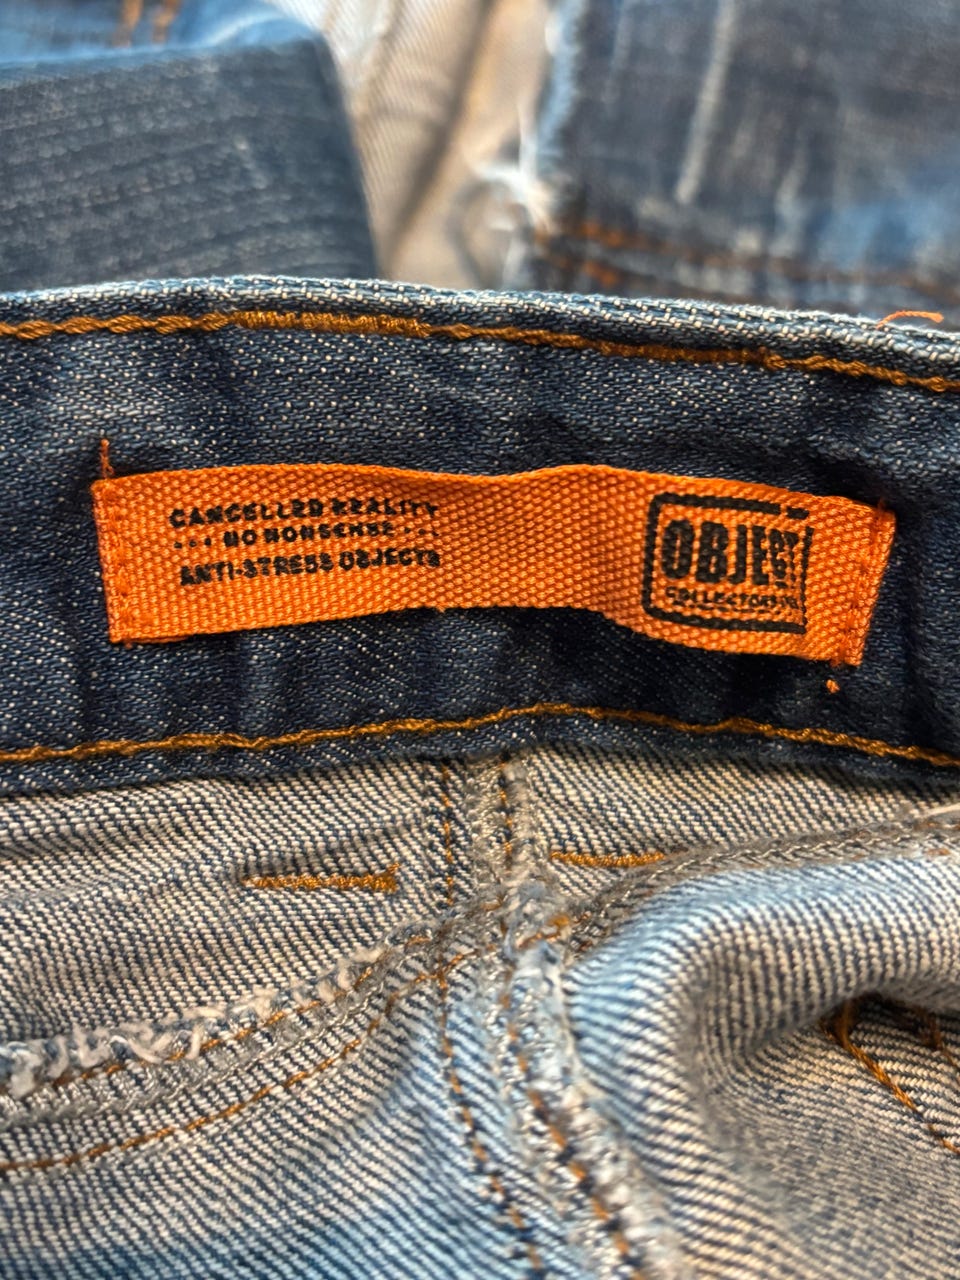 CANCELLED REALITY
... NO NONSENSE ...
ANTI-STRESS OBJECTS
OBJECT
COLLECTORS